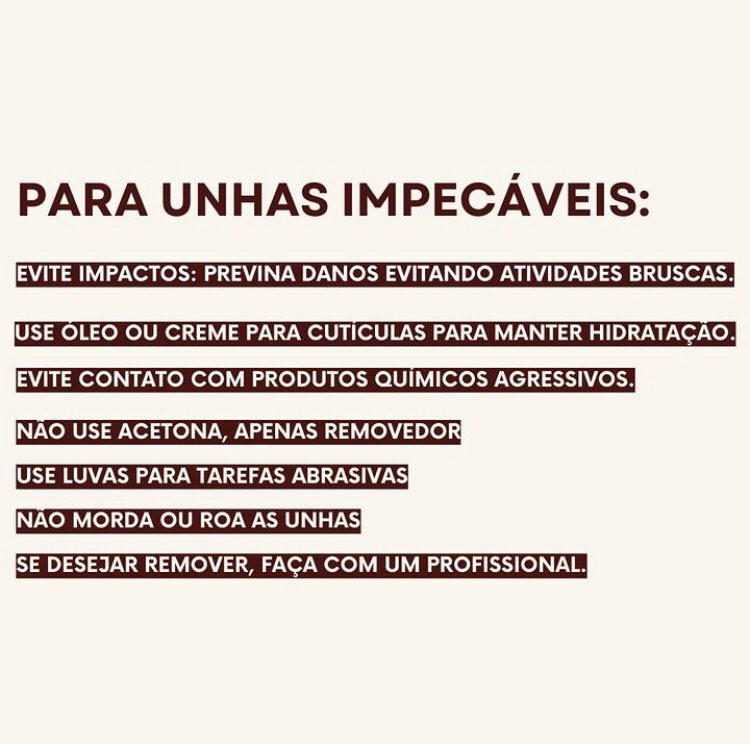 PARA UNHAS IMPECÁVEIS:
EVITE IMPACTOS: PREVINA DANOS EVITANDO ATIVIDADES BRUSCAS.
USE ÓLEO OU CREME PARA CUTÍCULAS PARA MANTER HIDRATAÇÃO.
EVITE CONTATO COM PRODUTOS QUÍMICOS AGRESSIVOS.
NÃO USE ACETONA, APENAS REMOVEDOR
USE LUVAS PARA TAREFAS ABRASIVAS
NÃO MORDA OU ROA AS UNHAS
SE DESEJAR REMOVER, FAÇA COM UM PROFISSIONAL.